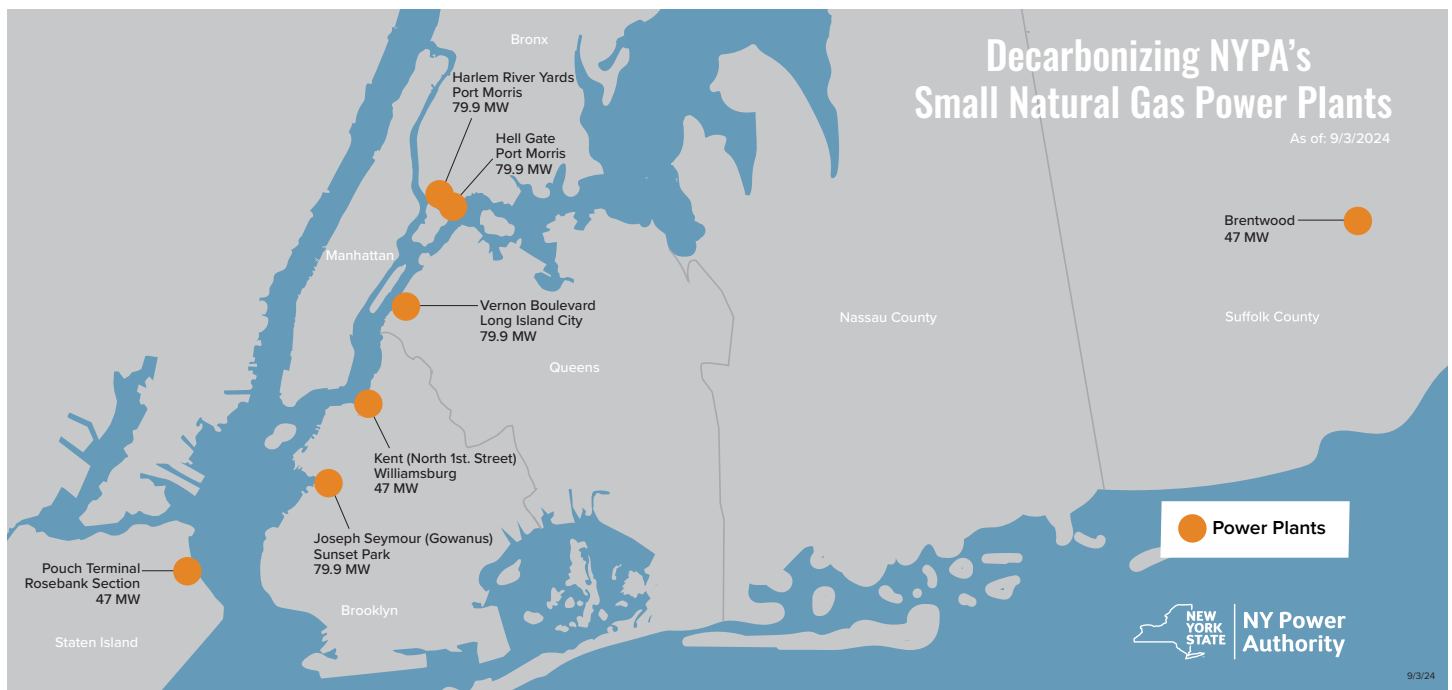 Decarbonizing NYPA's
Small Natural Gas Power Plants
As of: 9/3/2024
Bronx
Harlem River Yards
Port Morris
79.9 MW
Hell Gate
Port Morris
79.9 MW
Brentwood
47 MW
Manhattan
Vernon Boulevard
Long Island City
79.9 MW
Nassau County
Suffolk County
Queens
Kent (North 1st. Street)
Williamsburg
47 MW
Joseph Seymour (Gowanus)
Sunset Park
79.9 MW
Pouch Terminal
Rosebank Section
47 MW
Brooklyn
Staten Island
Power Plants
NEW
YORK
STATE
NY Power
Authority
9/3/24